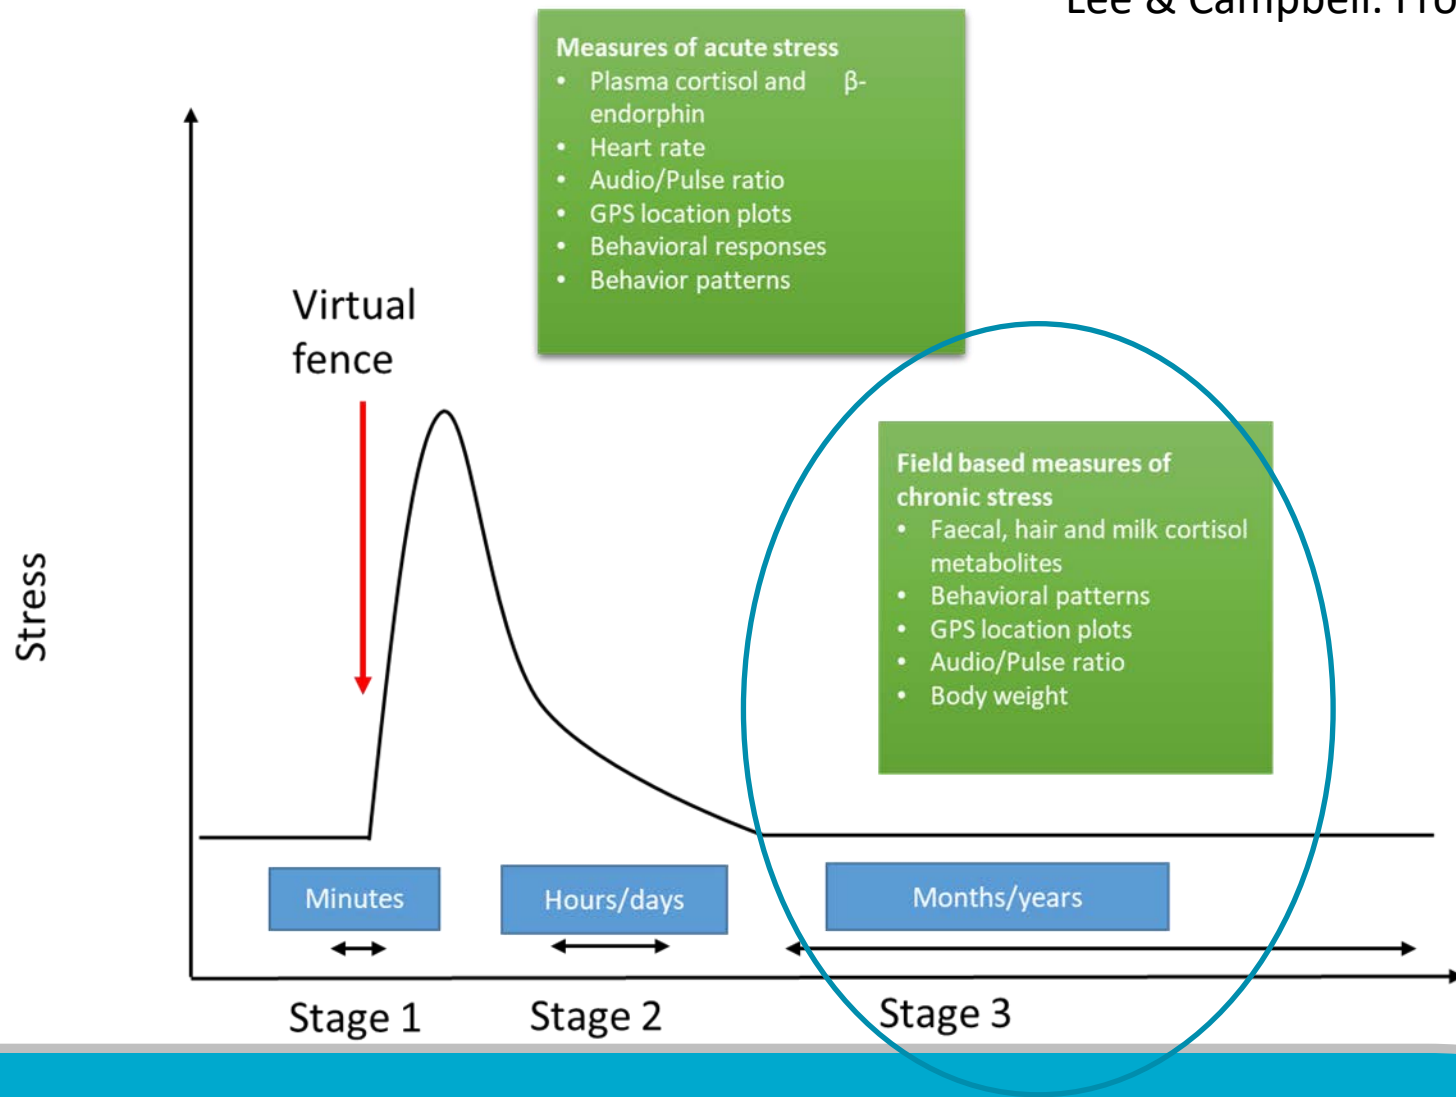 Lee & Campbell.
Measures of acute stress
• Plasma cortisol and β-
endorphin
• Heart rate
• Audio/Pulse ratio
• GPS location plots
• Behavioral responses
• Behavior patterns
Virtual
fence
Field based measures of
chronic stress
• Faecal, hair and milk cortisol
metabolites
• Behavioral patterns
• GPS location plots
• Audio/Pulse ratio
• Body weight
Stress
Minutes
Hours/days
Months/years
Stage 1
Stage 2
Stage 3